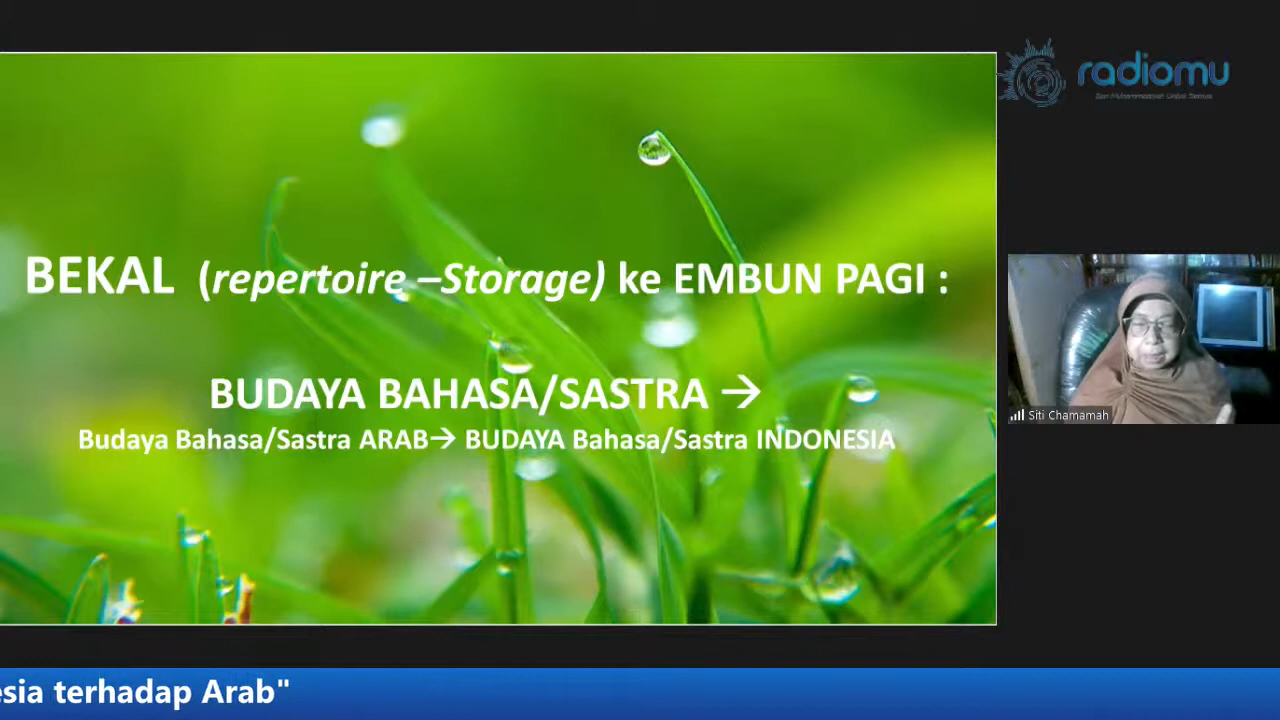 radiomu
BEKAL (repertoire –Storage) ke EMBUN PAGI :
BUDAYA BAHASA/SASTRA →
Budaya Bahasa/Sastra ARAB→ BUDAYA Bahasa/Sastra INDONESIA
Siti Chamamah
esia terhadap Arab"